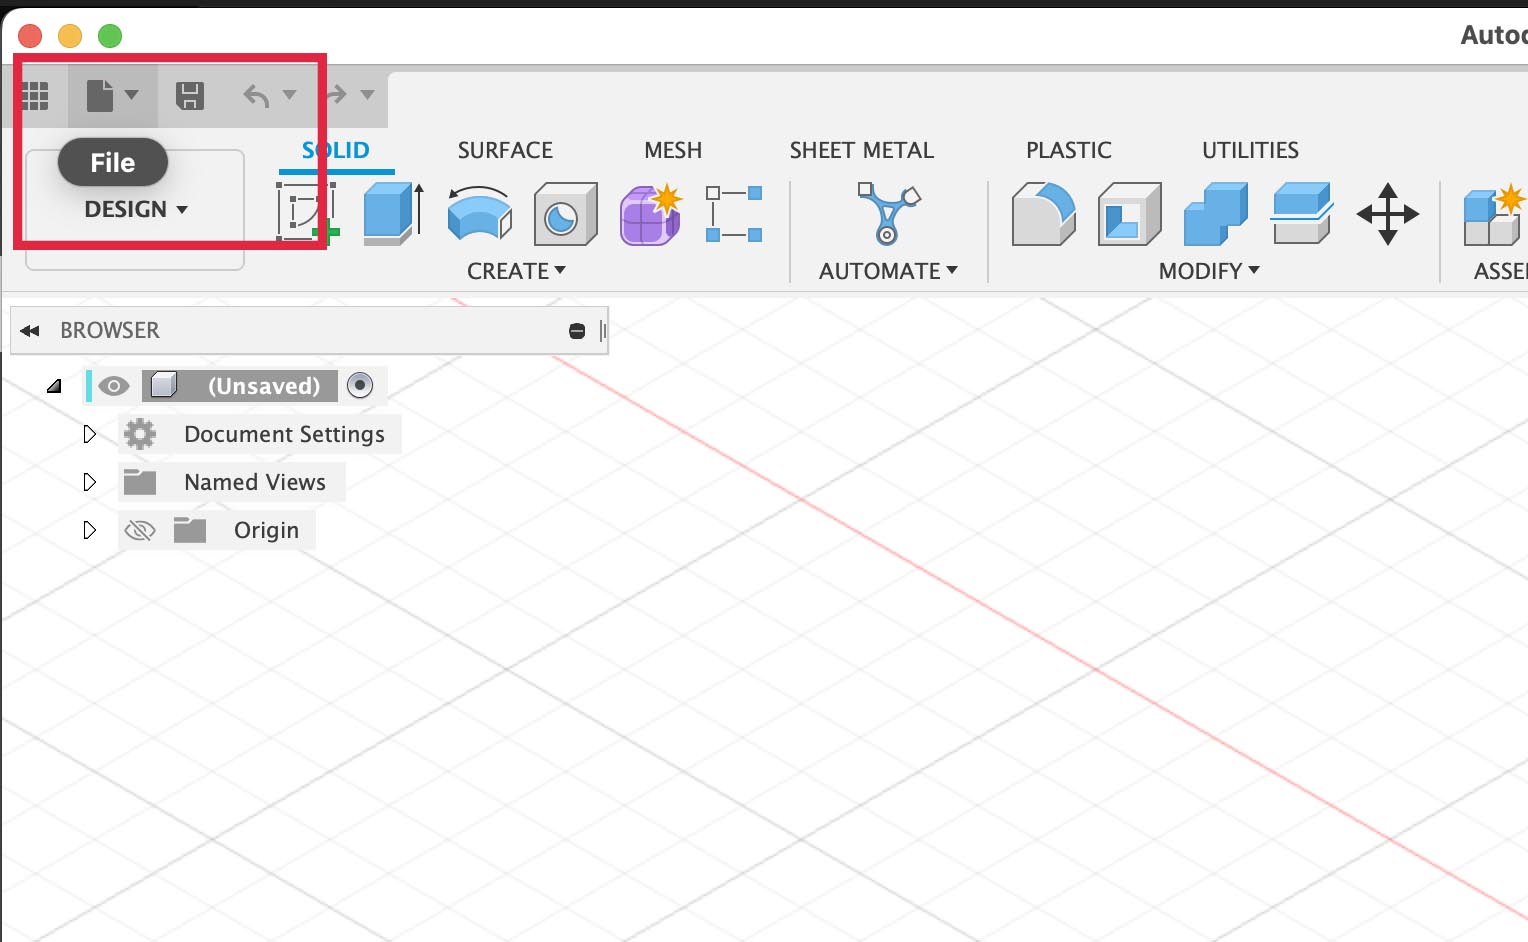 Autod
File
SOLID
SURFACE
MESH
SHEET METAL
PLASTIC
UTILITIES
DESIGN
CREATE
AUTOMATE
MODIFY
ASSE
BROWSER
(Unsaved)
Document Settings
Named Views
Origin